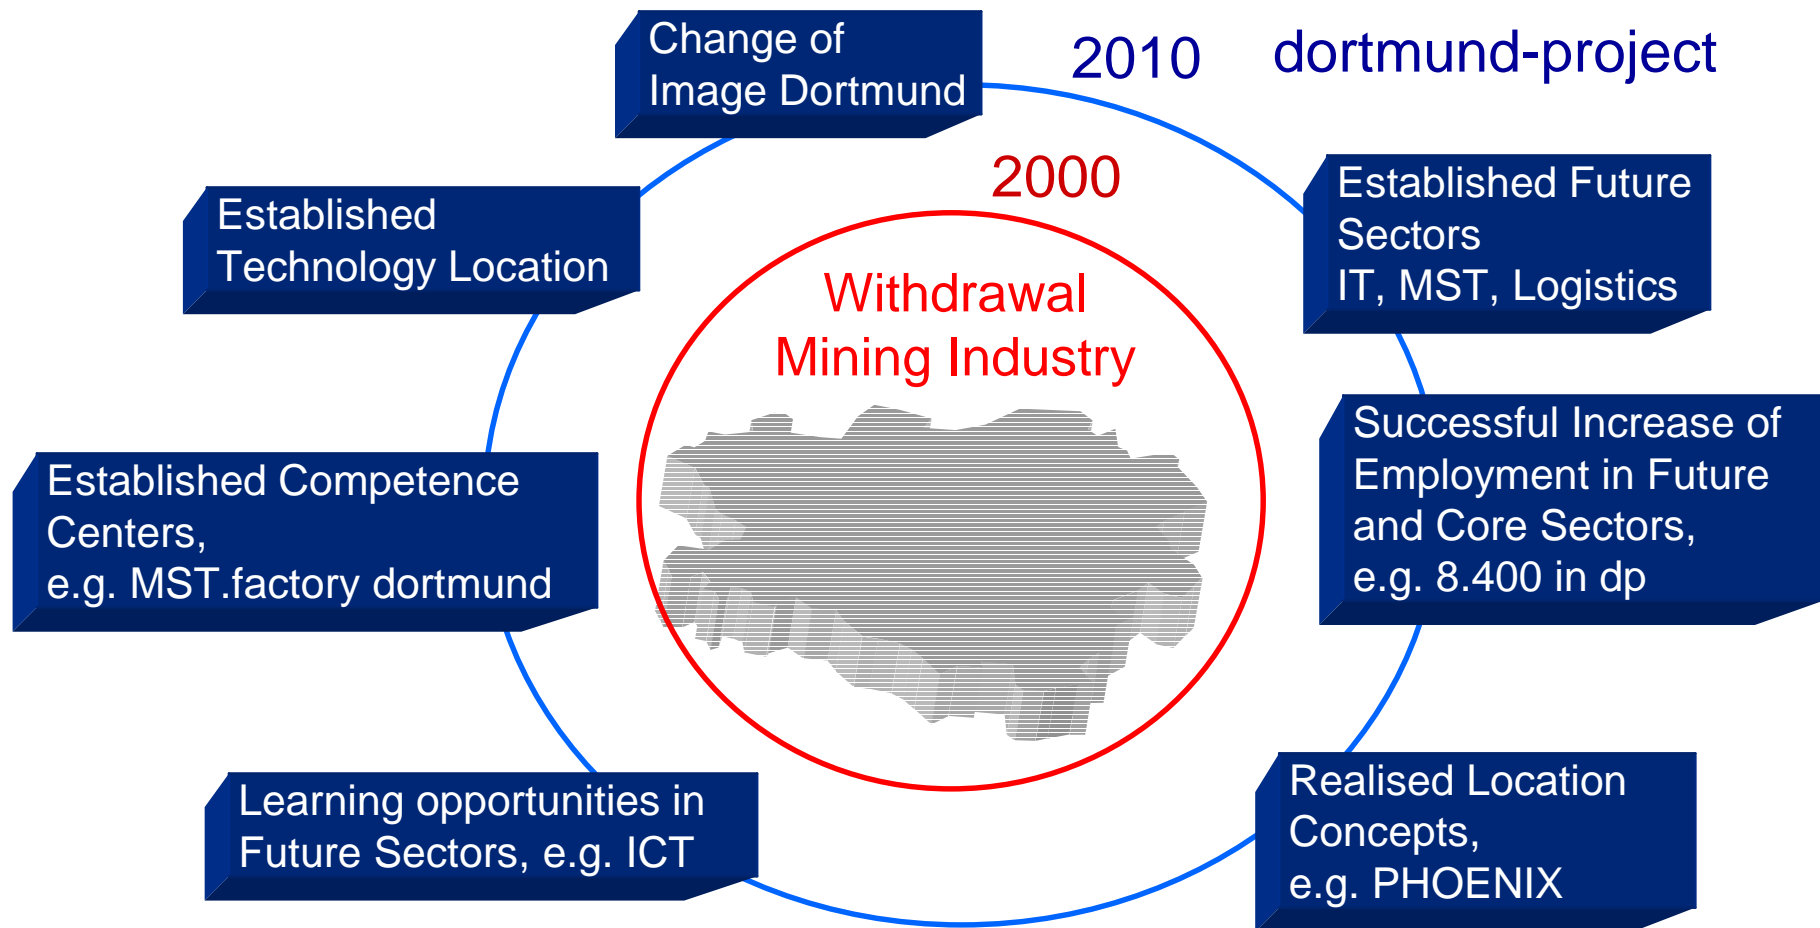 Change of
Image Dortmund
2010 dortmund-project
2000
Established Future
Sectors
IT, MST, Logistics
Established
Technology Location
Withdrawal
Mining Industry
Successful Increase of
Employment in Future
and Core Sectors,
e.g. 8.400 in dp
Established Competence
Centers,
e.g. MST.factory dortmund
Learning opportunities in
Future Sectors, e.g. ICT
Realised Location
Concepts,
e.g. PHOENIX